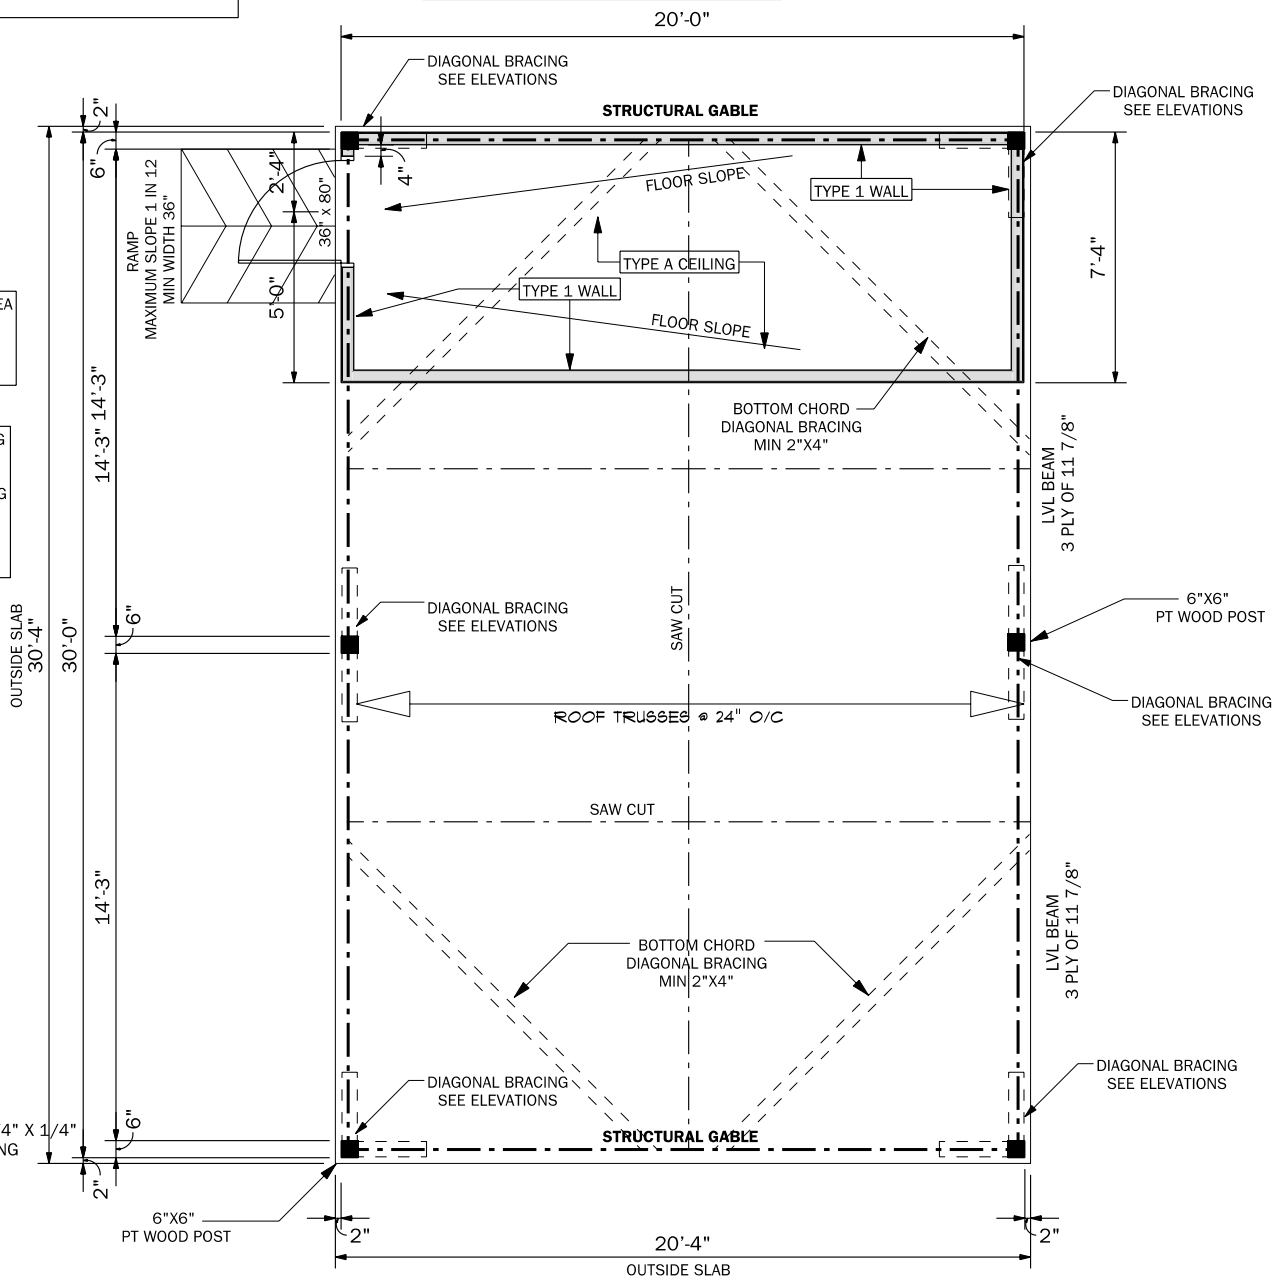 20'-0"
DIAGONAL BRACING
SEE ELEVATIONS
STRUCTURAL GABLE
DIAGONAL BRACING
SEE ELEVATIONS
2"
6"
RAMP
MAXIMUM SLOPE 1 IN 12
MIN WIDTH 36"
2'-4"
36" x 80"
4"
FLOOR SLOPE
TYPE 1 WALL
TYPE A CEILING
TYPE 1 WALL
5'-0"
FLOOR SLOPE
7'-4"
EA
14'-3"
14'-3"
G
BOTTOM CHORD
DIAGONAL BRACING
MIN 2"X4"
LVL BEAM
3 PLY OF 11 7/8"
OUTSIDE SLAB
30'-4"
30'-0"
6"
DIAGONAL BRACING
SEE ELEVATIONS
SAW CUT
6"X6"
PT WOOD POST
DIAGONAL BRACING
SEE ELEVATIONS
ROOF TRUSSES @ 24" O/C
SAW CUT
14'-3"
BOTTOM CHORD
DIAGONAL BRACING
MIN 2"X4"
LVL BEAM
3 PLY OF 11 7/8"
DIAGONAL BRACING
SEE ELEVATIONS
DIAGONAL BRACING
SEE ELEVATIONS
/4" X 1/4"
NG
6"
STRUCTURAL GABLE
2"
6"X6"
PT WOOD POST
2"
2"
20'-4"
OUTSIDE SLAB